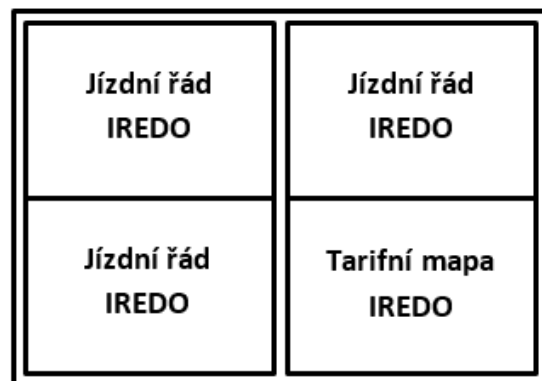 Jízdní řád
IREDO
Jízdní řád
IREDO
Jízdní řád
IREDO
Tarifní mapa
IREDO